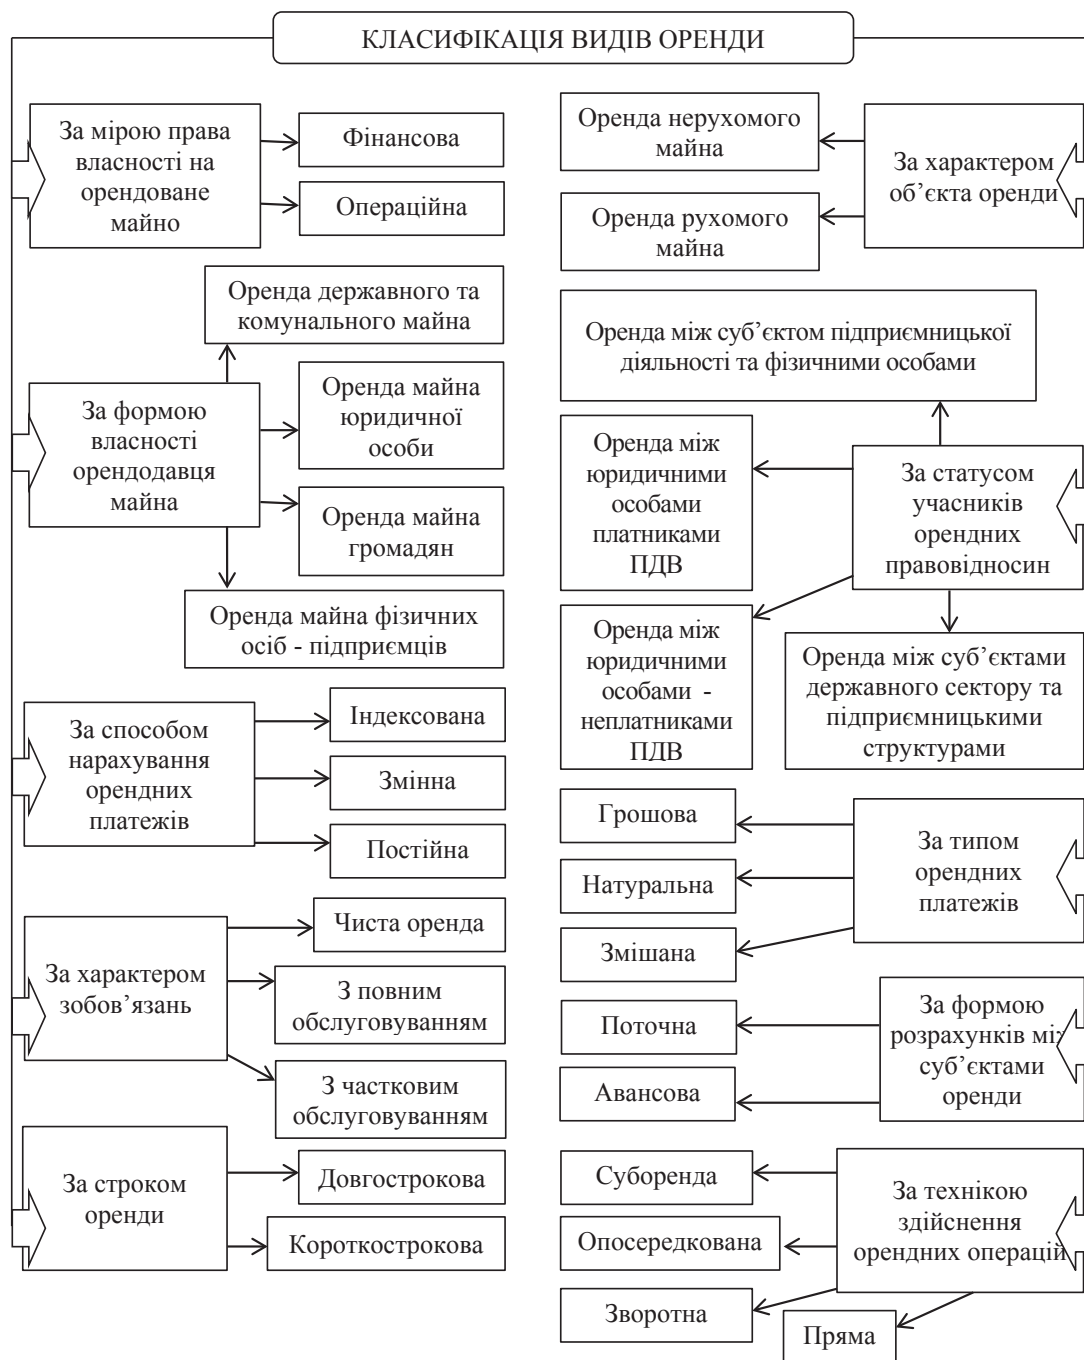 КЛАСИФІКАЦІЯ ВИДІВ ОРЕНДИ
За мірою права
власності на
орендоване
майно
Фінансова
Операційна
Оренда державного та
комунального майна
За формою
власності
орендодавця
майна
Оренда майна
юридичної
особи
Оренда майна
громадян
Оренда майна фізичних
осіб - підприємців
За способом
нарахування
орендних
платежів
Індексована
Змінна
Постійна
За характером
зобов’язань
Чиста оренда
З повним
обслуговуванням
З частковим
обслуговуванням
За строком
оренди
Довгострокова
Короткострокова
Оренда нерухомого
майна
Оренда рухомого
майна
За характером
об’єкта оренди
Оренда між суб’єктом підприємницької
діяльності та фізичними особами
Оренда між
юридичними
особами
платниками
ПДВ
За статусом
учасників
орендних
правовідносин
Оренда між
юридичними
особами -
неплатниками
ПДВ
Оренда між суб’єктами
державного сектору та
підприємницькими
структурами
Грошова
Натуральна
Змішана
За типом
орендних
платежів
Поточна
Авансова
За формою
розрахунків між
суб’єктами
оренди
Суборенда
Опосередкована
Зворотна
Пряма
За технікою
здійснення
орендних операцій